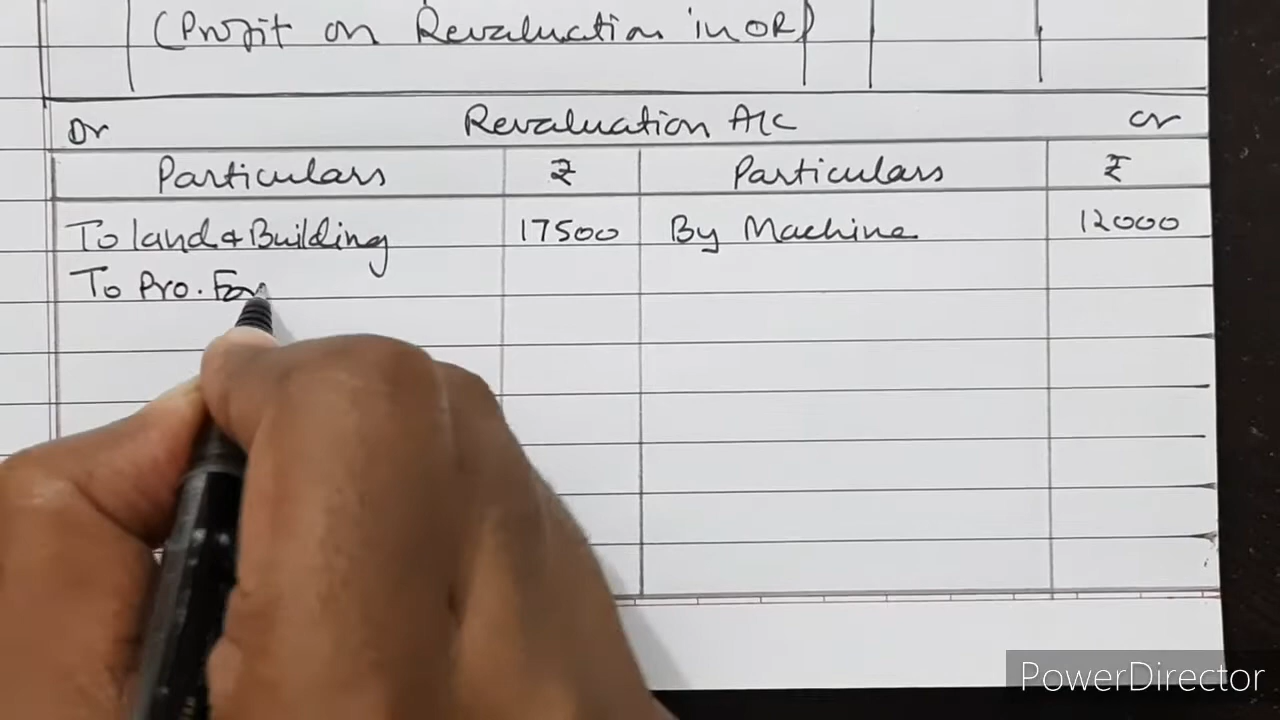 (Profit on Revaluation in OR)
Dr Revaluation A/C cr
Particulars ₹ Particulars ₹
To land & Building 17500 By Machine 12000
To Pro. For
PowerDirector